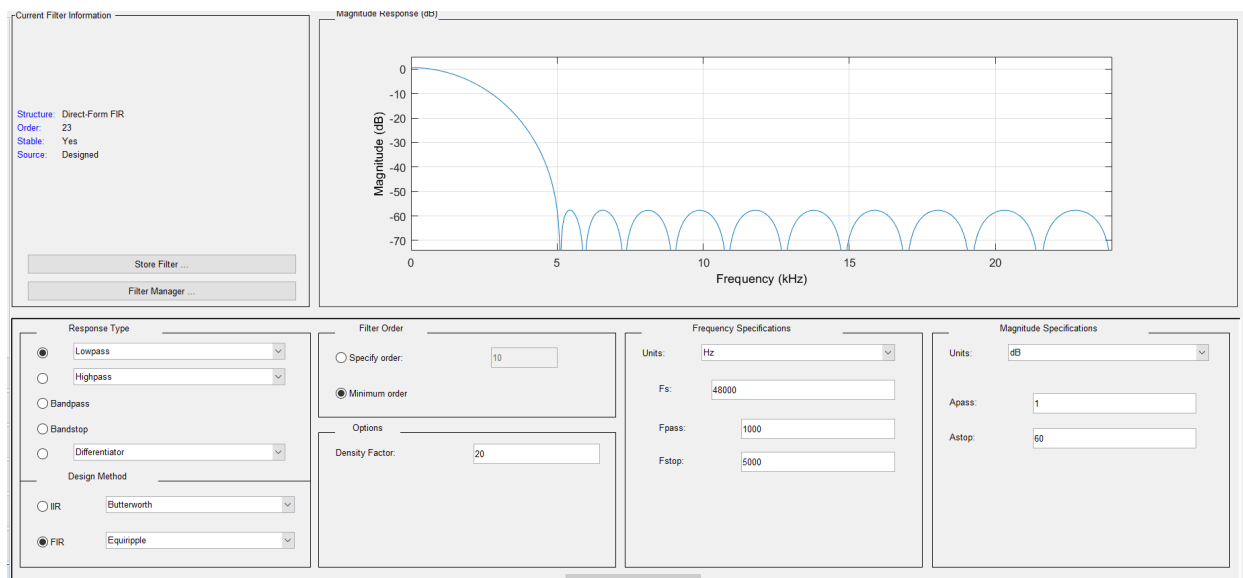 Current Filter Information
Structure: Direct-Form FIR
Order: 23
Stable: Yes
Source: Designed
Store Filter ...
Filter Manager ...
Magnitude Response (dB)
Magnitude (dB)
0
-10
-20
-30
-40
-50
-60
-70
0 5 10 15 20
Frequency (kHz)
Response Type
Lowpass
Highpass
Bandpass
Bandstop
Differentiator
Design Method
IIR Butterworth
FIR Equiripple
Filter Order
Specify order: 10
Minimum order
Options
Density Factor: 20
Frequency Specifications
Units: Hz
Fs: 48000
Fpass: 1000
Fstop: 5000
Magnitude Specifications
Units: dB
Apass: 1
Astop: 60